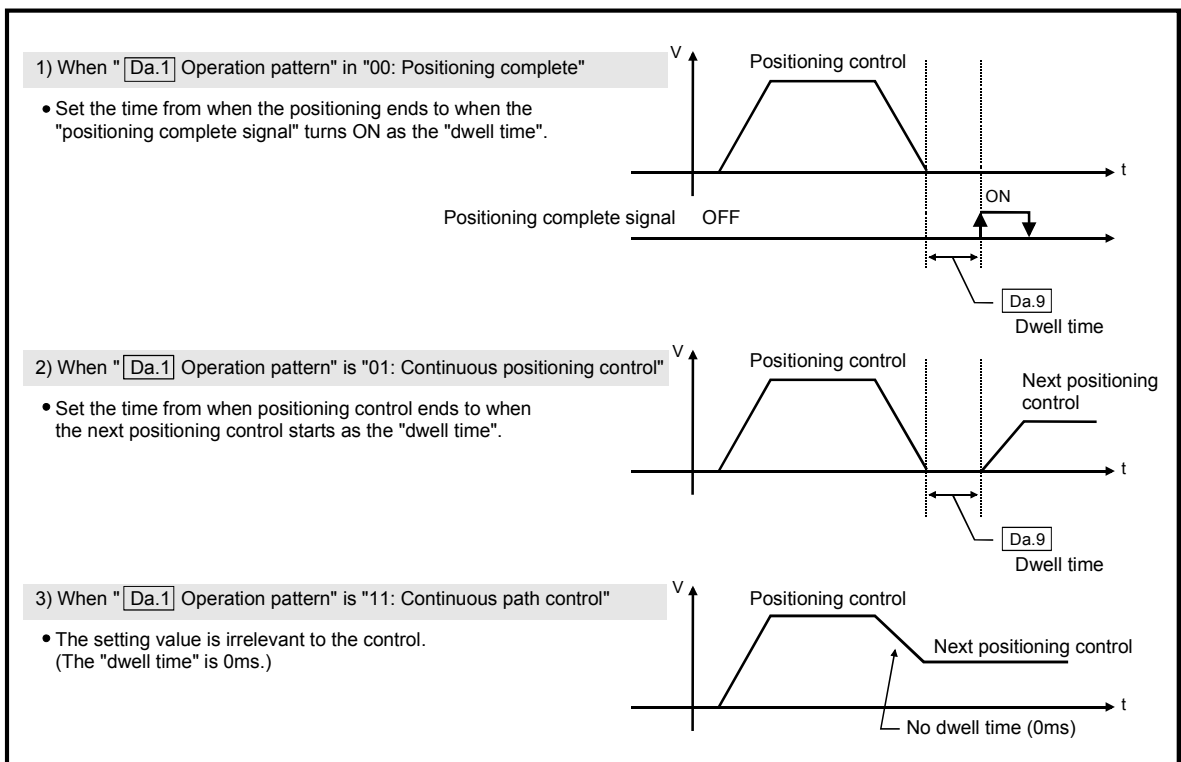 1) When " Da.1 Operation pattern" in "00: Positioning complete"
• Set the time from when the positioning ends to when the
"positioning complete signal" turns ON as the "dwell time".
V
Positioning control
t
ON
Positioning complete signal OFF
Da.9
Dwell time
2) When " Da.1 Operation pattern" is "01: Continuous positioning control"
• Set the time from when positioning control ends to when
the next positioning control starts as the "dwell time".
V
Positioning control
Next positioning
control
t
Da.9
Dwell time
3) When " Da.1 Operation pattern" is "11: Continuous path control"
• The setting value is irrelevant to the control.
(The "dwell time" is 0ms.)
V
Positioning control
Next positioning control
t
No dwell time (0ms)